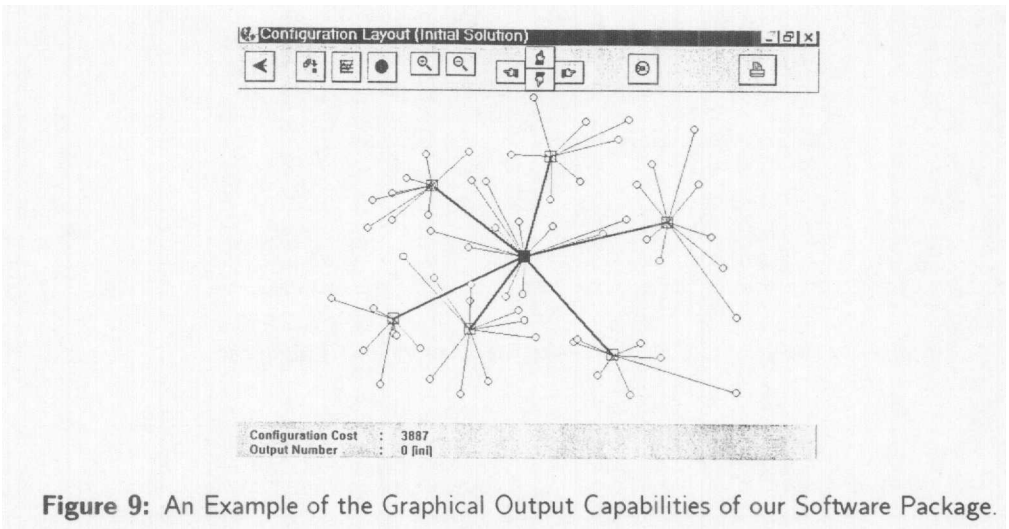 Configuration Layout (Initial Solution)
Configuration Cost : 3887
Output Number : 0 [ini]
Figure 9: An Example of the Graphical Output Capabilities of our Software Package.